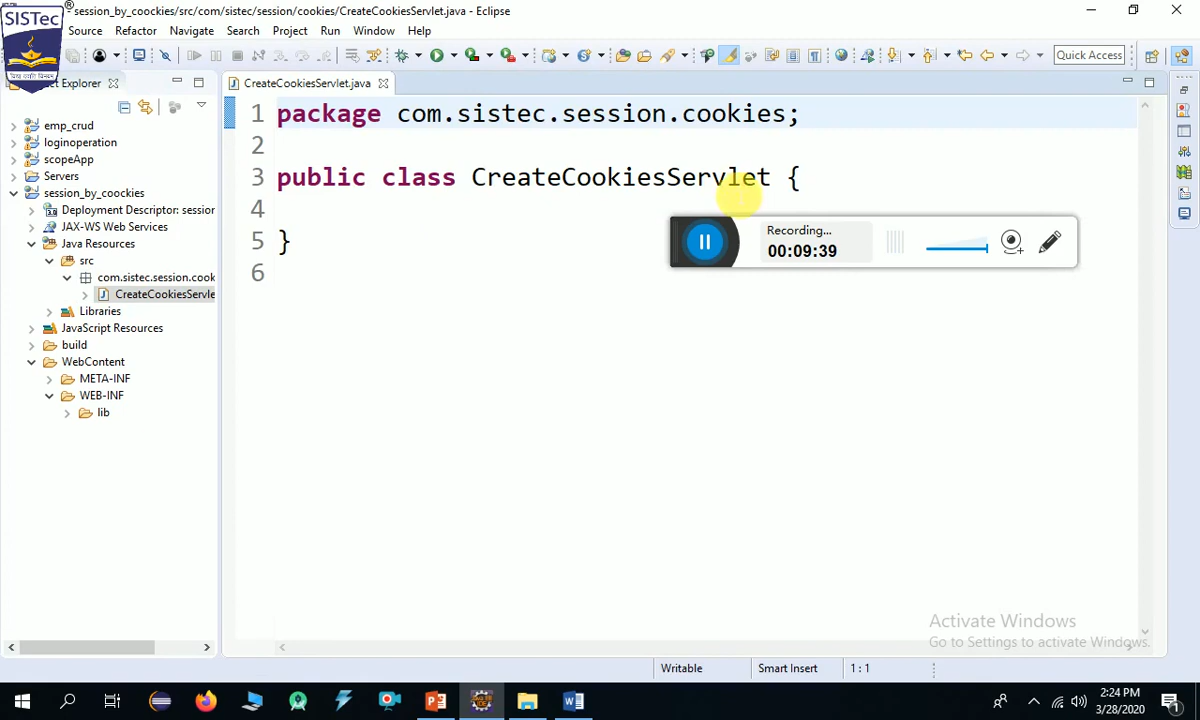 SISTec
®
विद्या
session_by_coockies/src/com/sistec/session/cookies/CreateCookiesServlet.java - Eclipse
Source Refactor Navigate Search Project Run Window Help
Quick Access
ct Explorer
CreateCookiesServlet.java
emp_crud
loginoperation
scopeApp
Servers
session_by_coockies
Deployment Descriptor: session
JAX-WS Web Services
Java Resources
src
com.sistec.session.cook
CreateCookiesServle
Libraries
JavaScript Resources
build
WebContent
META-INF
WEB-INF
lib
1 package com.sistec.session.cookies;
2
3 public class CreateCookiesServlet {
4
5 }
6
Recording...
00:09:39
Activate Windows
Go to Settings to activate Windows.
Writable Smart Insert 1 : 1
2:24 PM
3/28/2020
1